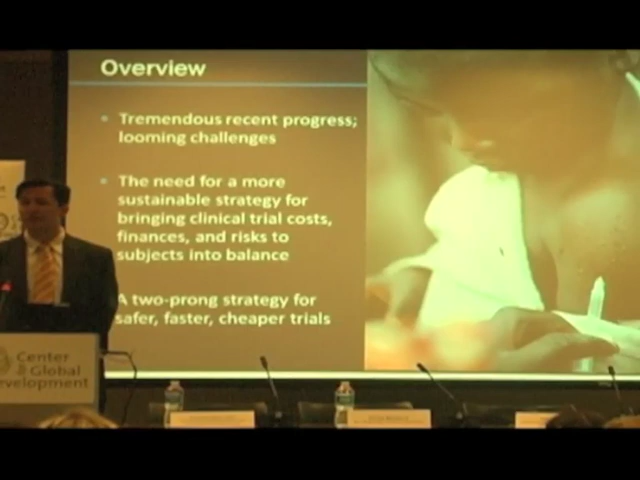 Overview
• Tremendous recent progress;
looming challenges
• The need for a more
sustainable strategy for
bringing clinical trial costs,
finances, and risks to
subjects into balance
A two-prong strategy for
safer, faster, cheaper trials
Center
Global
Development